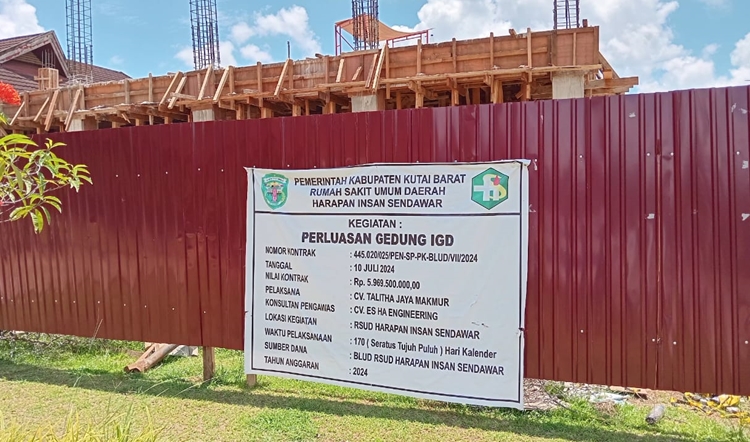 PEMERINTAH KABUPATEN KUTAI BARAT
RUMAH SAKIT UMUM DAERAH
HARAPAN INSAN SENDAWAR
KEGIATAN :
PERLUASAN GEDUNG IGD
NOMOR KONTRAK : 445.020/025/PEN-SP-PK-BLUD/VII/2024
TANGGAL : 10 JULI 2024
NILAI KONTRAK : Rp. 5.969.500.000,00
PELAKSANA : CV. TALITHA JAYA MAKMUR
KONSULTAN PENGAWAS : CV. ES HA ENGINEERING
LOKASI KEGIATAN : RSUD HARAPAN INSAN SENDAWAR
WAKTU PELAKSANAAN : 170 ( Seratus Tujuh Puluh ) Hari Kalender
SUMBER DANA : BLUD RSUD HARAPAN INSAN SENDAWAR
TAHUN ANGGARAN : 2024